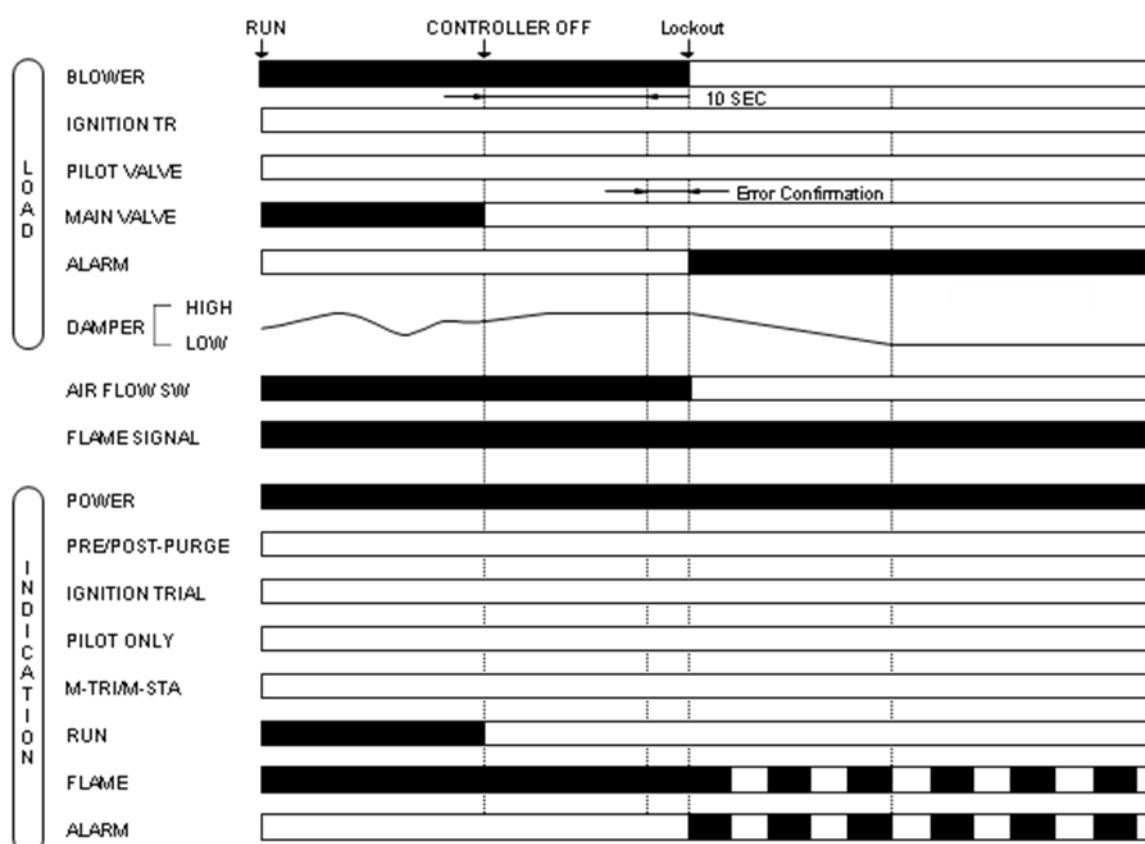 RUN CONTROLLER OFF Lockout
LOAD
BLOWER
10 SEC
IGNITION TR
PILOT VALVE
Error Confirmation
MAIN VALVE
ALARM
HIGH
DAMPER
LOW
AIR FLOW SW
FLAME SIGNAL
INDICATION
POWER
PRE/POST-PURGE
IGNITION TRIAL
PILOT ONLY
M-TRI/M-STA
RUN
FLAME
ALARM